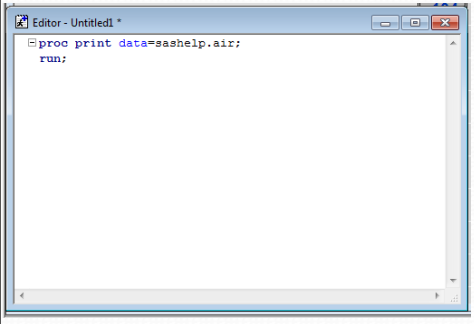 Editor - Untitled1 *
proc print data=sashelp.air;
run;